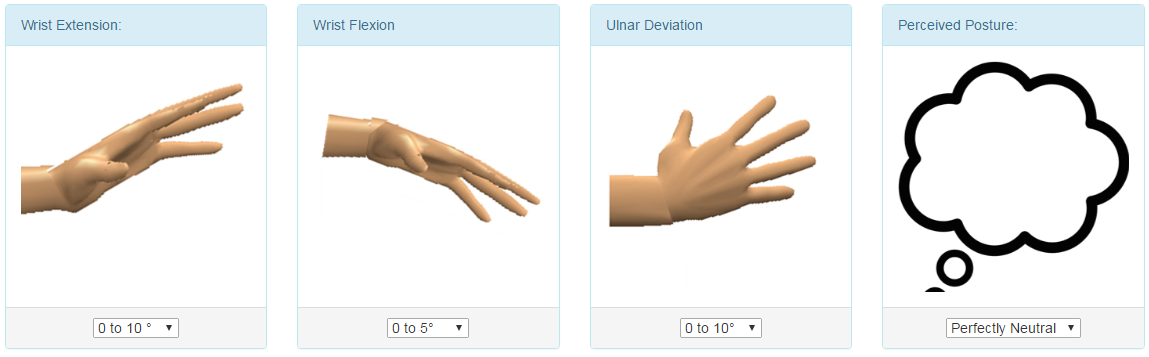 Wrist Extension:
Wrist Flexion
Ulnar Deviation
Perceived Posture:
0 to 10 °
0 to 5°
0 to 10°
Perfectly Neutral